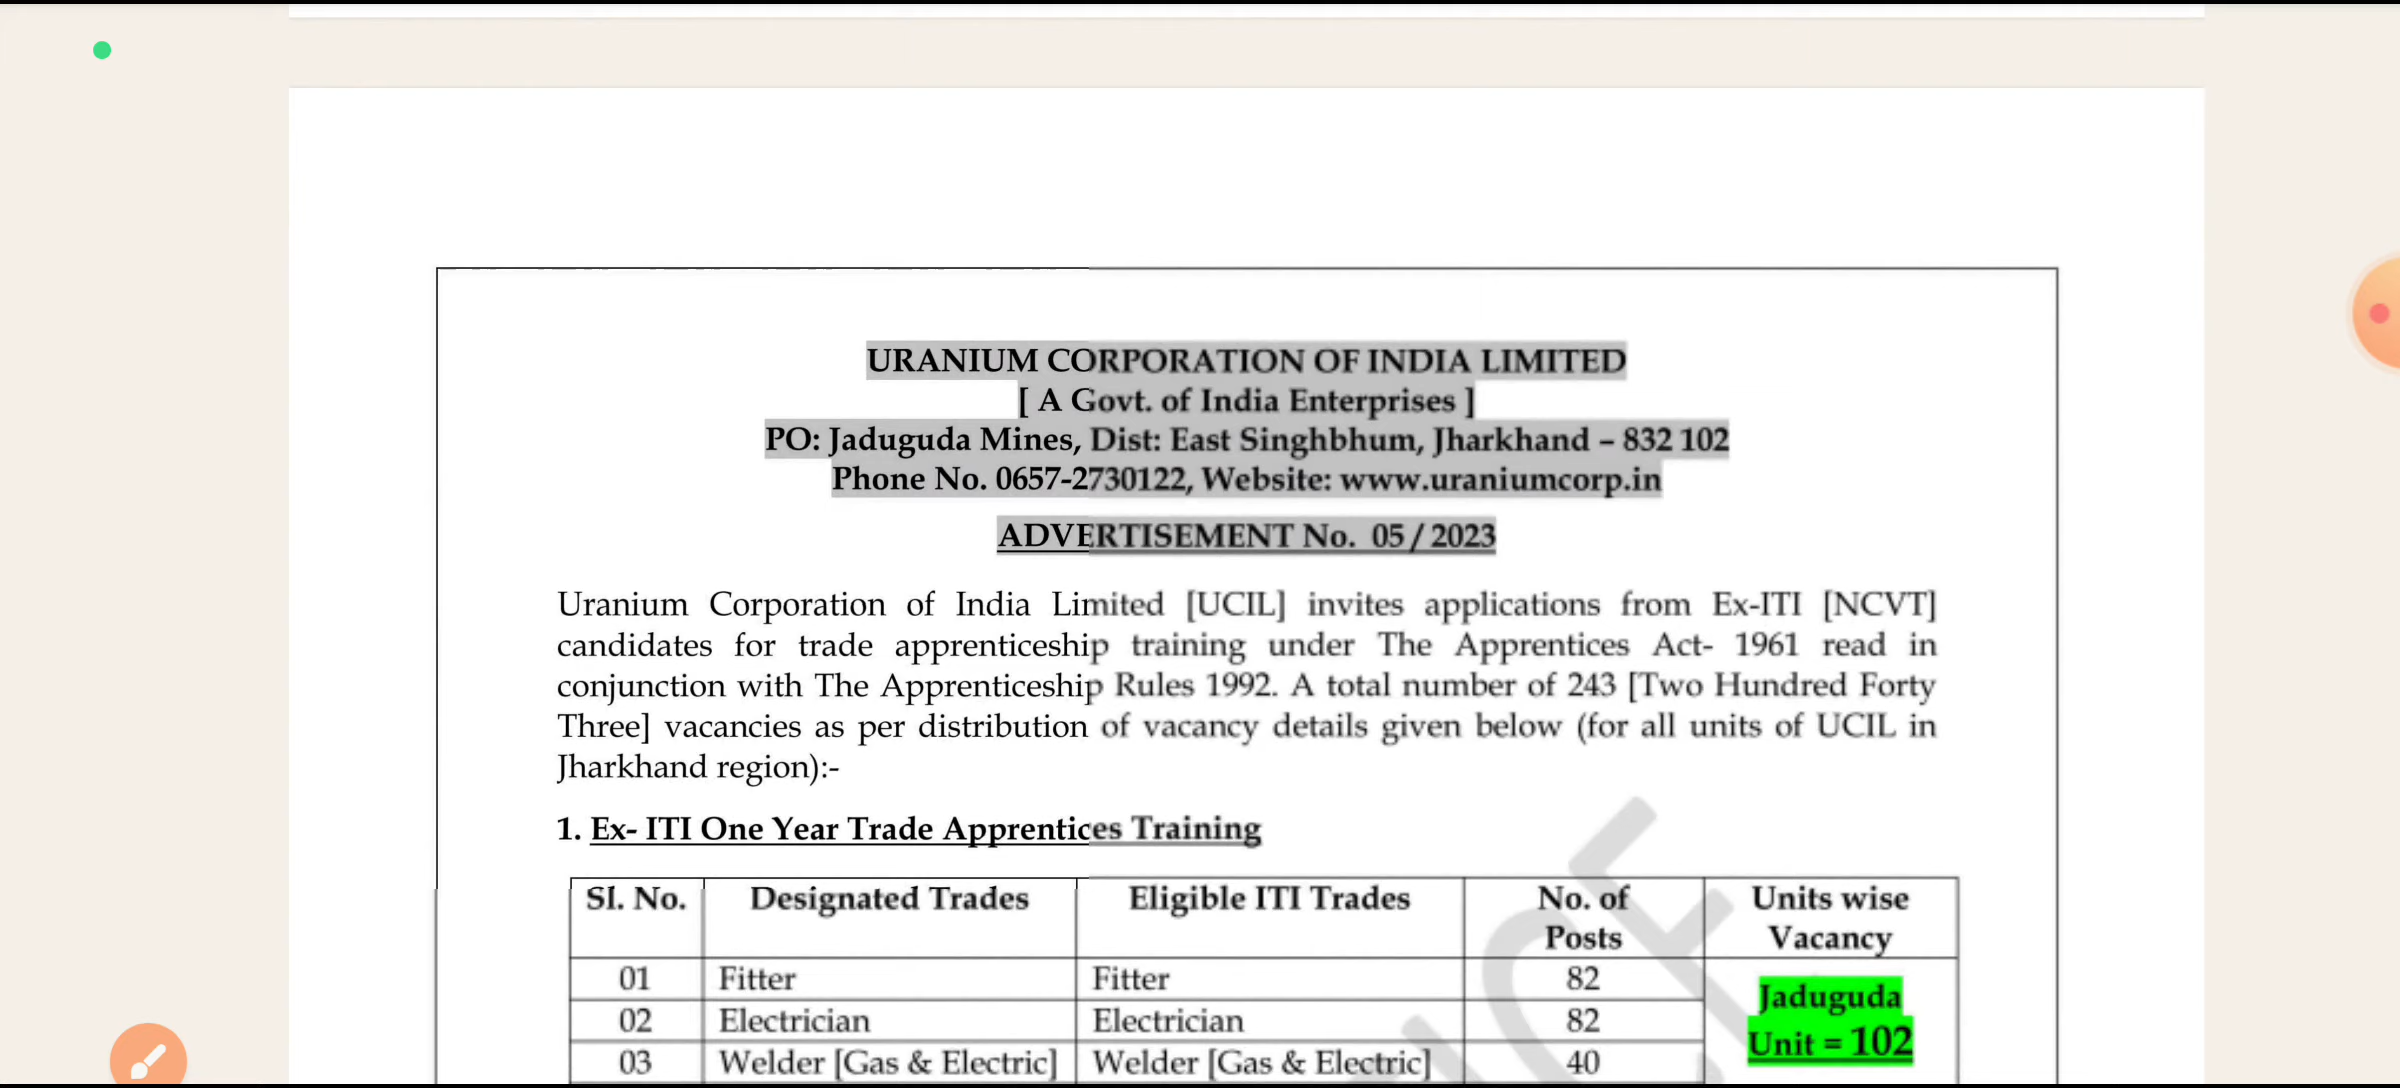 URANIUM CORPORATION OF INDIA LIMITED
[ A Govt. of India Enterprises ]
PO: Jaduguda Mines, Dist: East Singhbhum, Jharkhand – 832 102
Phone No. 0657-2730122, Website: www.uraniumcorp.in
ADVERTISEMENT No. 05 / 2023
Uranium Corporation of India Limited [UCIL] invites applications from Ex-ITI [NCVT]
candidates for trade apprenticeship training under The Apprentices Act- 1961 read in
conjunction with The Apprenticeship Rules 1992. A total number of 243 [Two Hundred Forty
Three] vacancies as per distribution of vacancy details given below (for all units of UCIL in
Jharkhand region):-
1. Ex- ITI One Year Trade Apprentices Training
Sl. No. Designated Trades Eligible ITI Trades No. of Posts Units wise Vacancy
01 Fitter Fitter 82
02 Electrician Electrician 82
03 Welder [Gas & Electric] Welder [Gas & Electric] 40
Jaduguda
Unit = 102